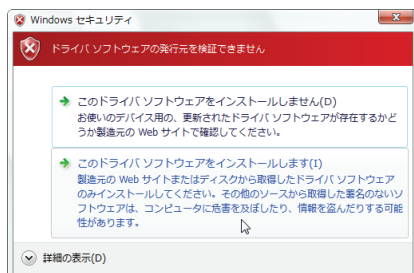 Windows セキュリティ
ドライバ ソフトウェアの発行元を検証できません
このドライバ ソフトウェアをインストールしません(D)
お使いのデバイス用の、更新されたドライバ ソフトウェアが存在するかど
うか製造元の Web サイトで確認してください。
このドライバ ソフトウェアをインストールします(I)
製造元の Web サイトまたはディスクから取得したドライバ ソフトウェア
のみインストールしてください。その他のソースから取得した署名のないソ
フトウェアは、コンピュータに危害を及ぼしたり、情報を盗んだりする可能
性があります。
詳細の表示(D)